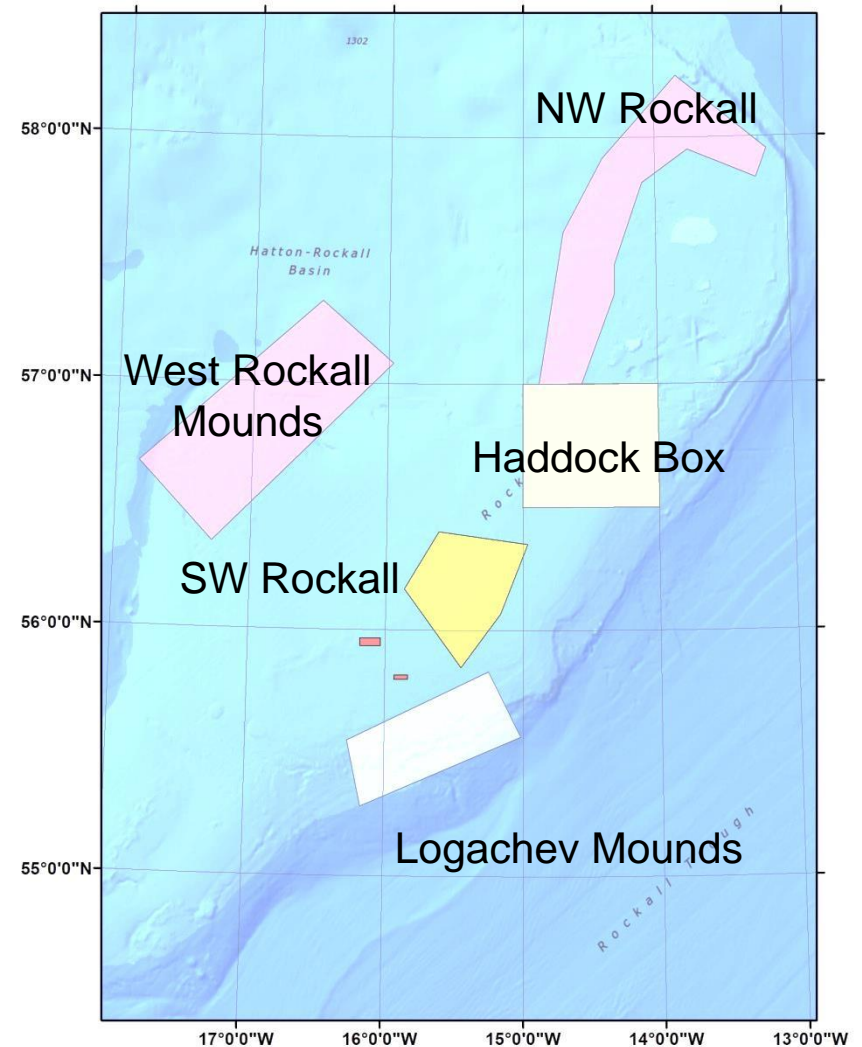 1302
NW Rockall
58°0'0"N
Hatton-Rockall
Basin
57°0'0"N
West Rockall
Mounds
Haddock Box
Rock
SW Rockall
56°0'0"N
Logachev Mounds
55°0'0"N
Rockall Trough
17°0'0"W 16°0'0"W 15°0'0"W 14°0'0"W 13°0'0"W